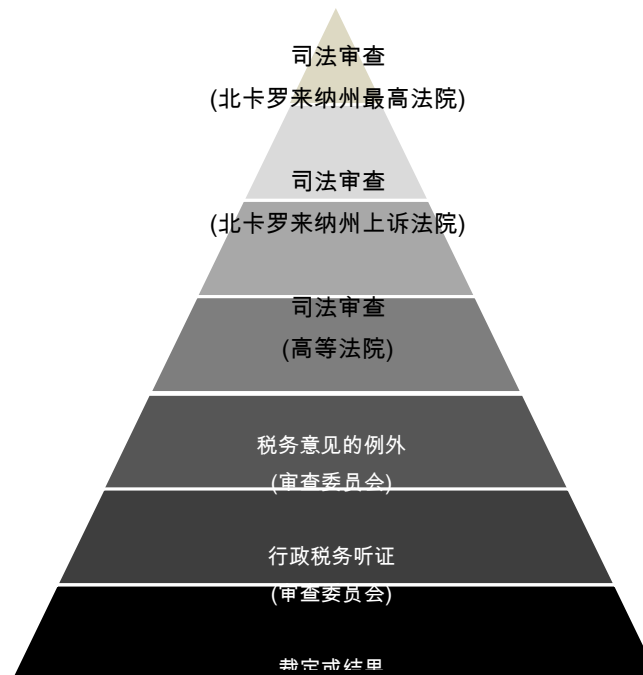 司法审查
(北卡罗来纳州最高法院)
司法审查
(北卡罗来纳州上诉法院)
司法审查
(高等法院)
税务意见的例外
(审查委员会)
行政税务听证
(审查委员会)
裁定或结果